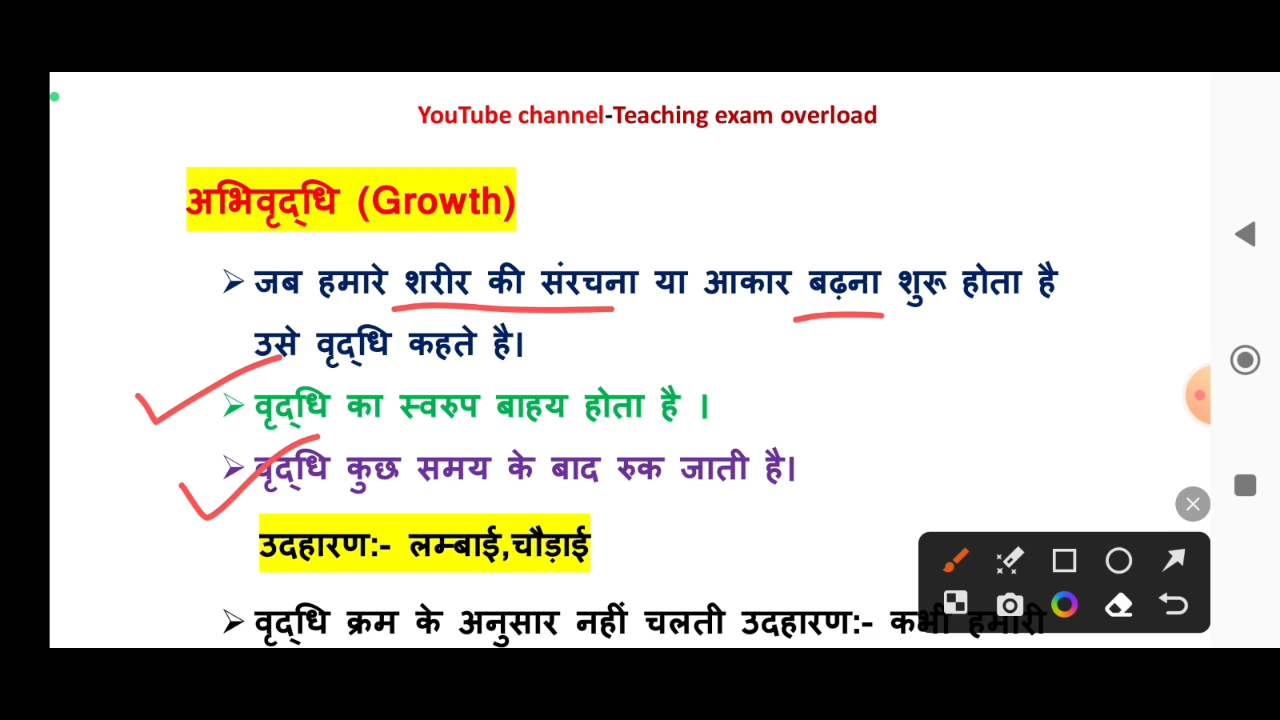 YouTube channel-Teaching exam overload
अभिवृद्धि (Growth)
➢ जब हमारे शरीर की संरचना या आकार बढ़ना शुरू होता है
उसे वृद्धि कहते है।
➢ वृद्धि का स्वरुप बाहय होता है ।
➢ वृद्धि कुछ समय के बाद रुक जाती है।
उदहारण:- लम्बाई,चौड़ाई
➢ वृद्धि क्रम के अनुसार नहीं चलती उदहारण:- कभी हमारी